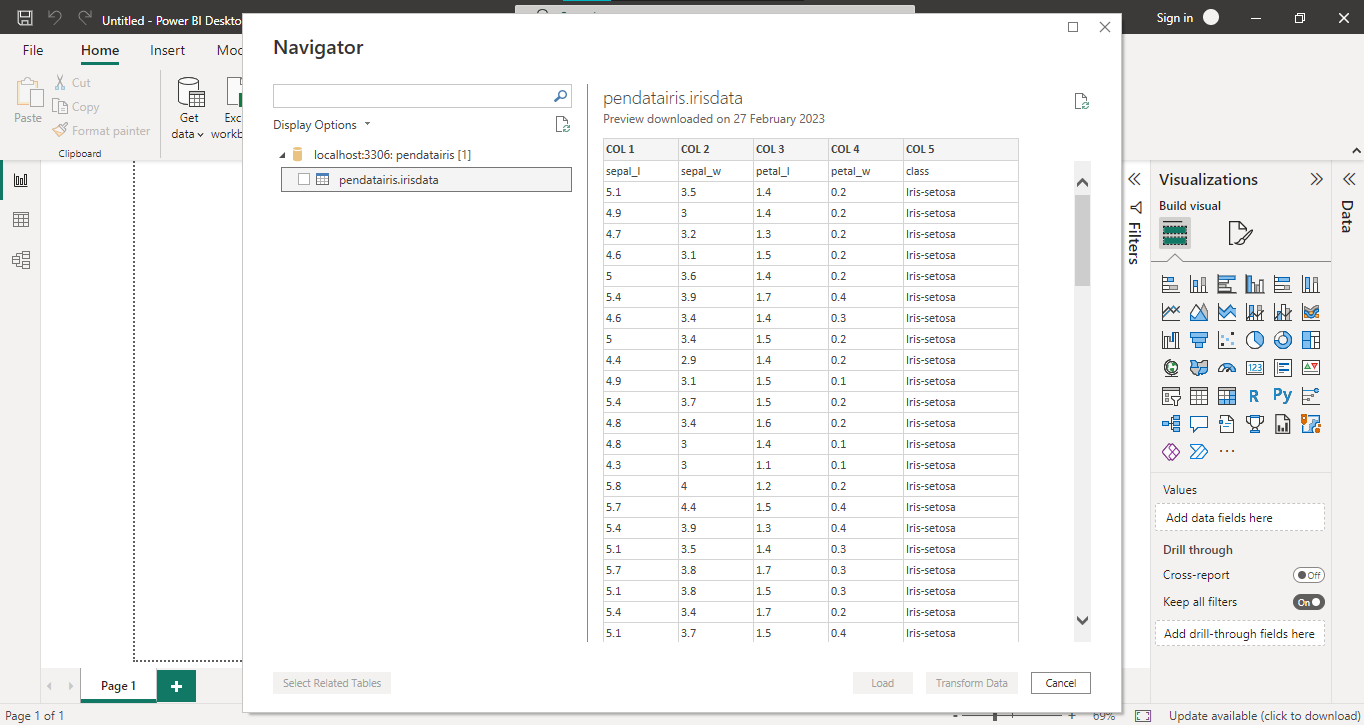 Untitled - Power BI Deskto
Sign in
File
Home
Insert
Mod
Paste
Cut
Copy
Format painter
Clipboard
Get
data
Exc
workb
Navigator
Display Options
localhost:3306: pendatairis [1]
pendatairis.irisdata
pendatairis.irisdata
Preview downloaded on 27 February 2023
COL 1 COL 2 COL 3 COL 4 COL 5
sepal_l sepal_w petal_l petal_w class
5.1 3.5 1.4 0.2 Iris-setosa
4.9 3 1.4 0.2 Iris-setosa
4.7 3.2 1.3 0.2 Iris-setosa
4.6 3.1 1.5 0.2 Iris-setosa
5 3.6 1.4 0.2 Iris-setosa
5.4 3.9 1.7 0.4 Iris-setosa
4.6 3.4 1.4 0.3 Iris-setosa
5 3.4 1.5 0.2 Iris-setosa
4.4 2.9 1.4 0.2 Iris-setosa
4.9 3.1 1.5 0.1 Iris-setosa
5.4 3.7 1.5 0.2 Iris-setosa
4.8 3.4 1.6 0.2 Iris-setosa
4.8 3 1.4 0.1 Iris-setosa
4.3 3 1.1 0.1 Iris-setosa
5.8 4 1.2 0.2 Iris-setosa
5.7 4.4 1.5 0.4 Iris-setosa
5.4 3.9 1.3 0.4 Iris-setosa
5.1 3.5 1.4 0.3 Iris-setosa
5.7 3.8 1.7 0.3 Iris-setosa
5.1 3.8 1.5 0.3 Iris-setosa
5.4 3.4 1.7 0.2 Iris-setosa
5.1 3.7 1.5 0.4 Iris-setosa
Select Related Tables
Load
Transform Data
Cancel
Filters
Visualizations
Build visual
123
R
Py
Values
Add data fields here
Drill through
Cross-report
Off
Keep all filters
On
Add drill-through fields here
Data
Page 1
Page 1 of 1
69%
Update available (click to download)